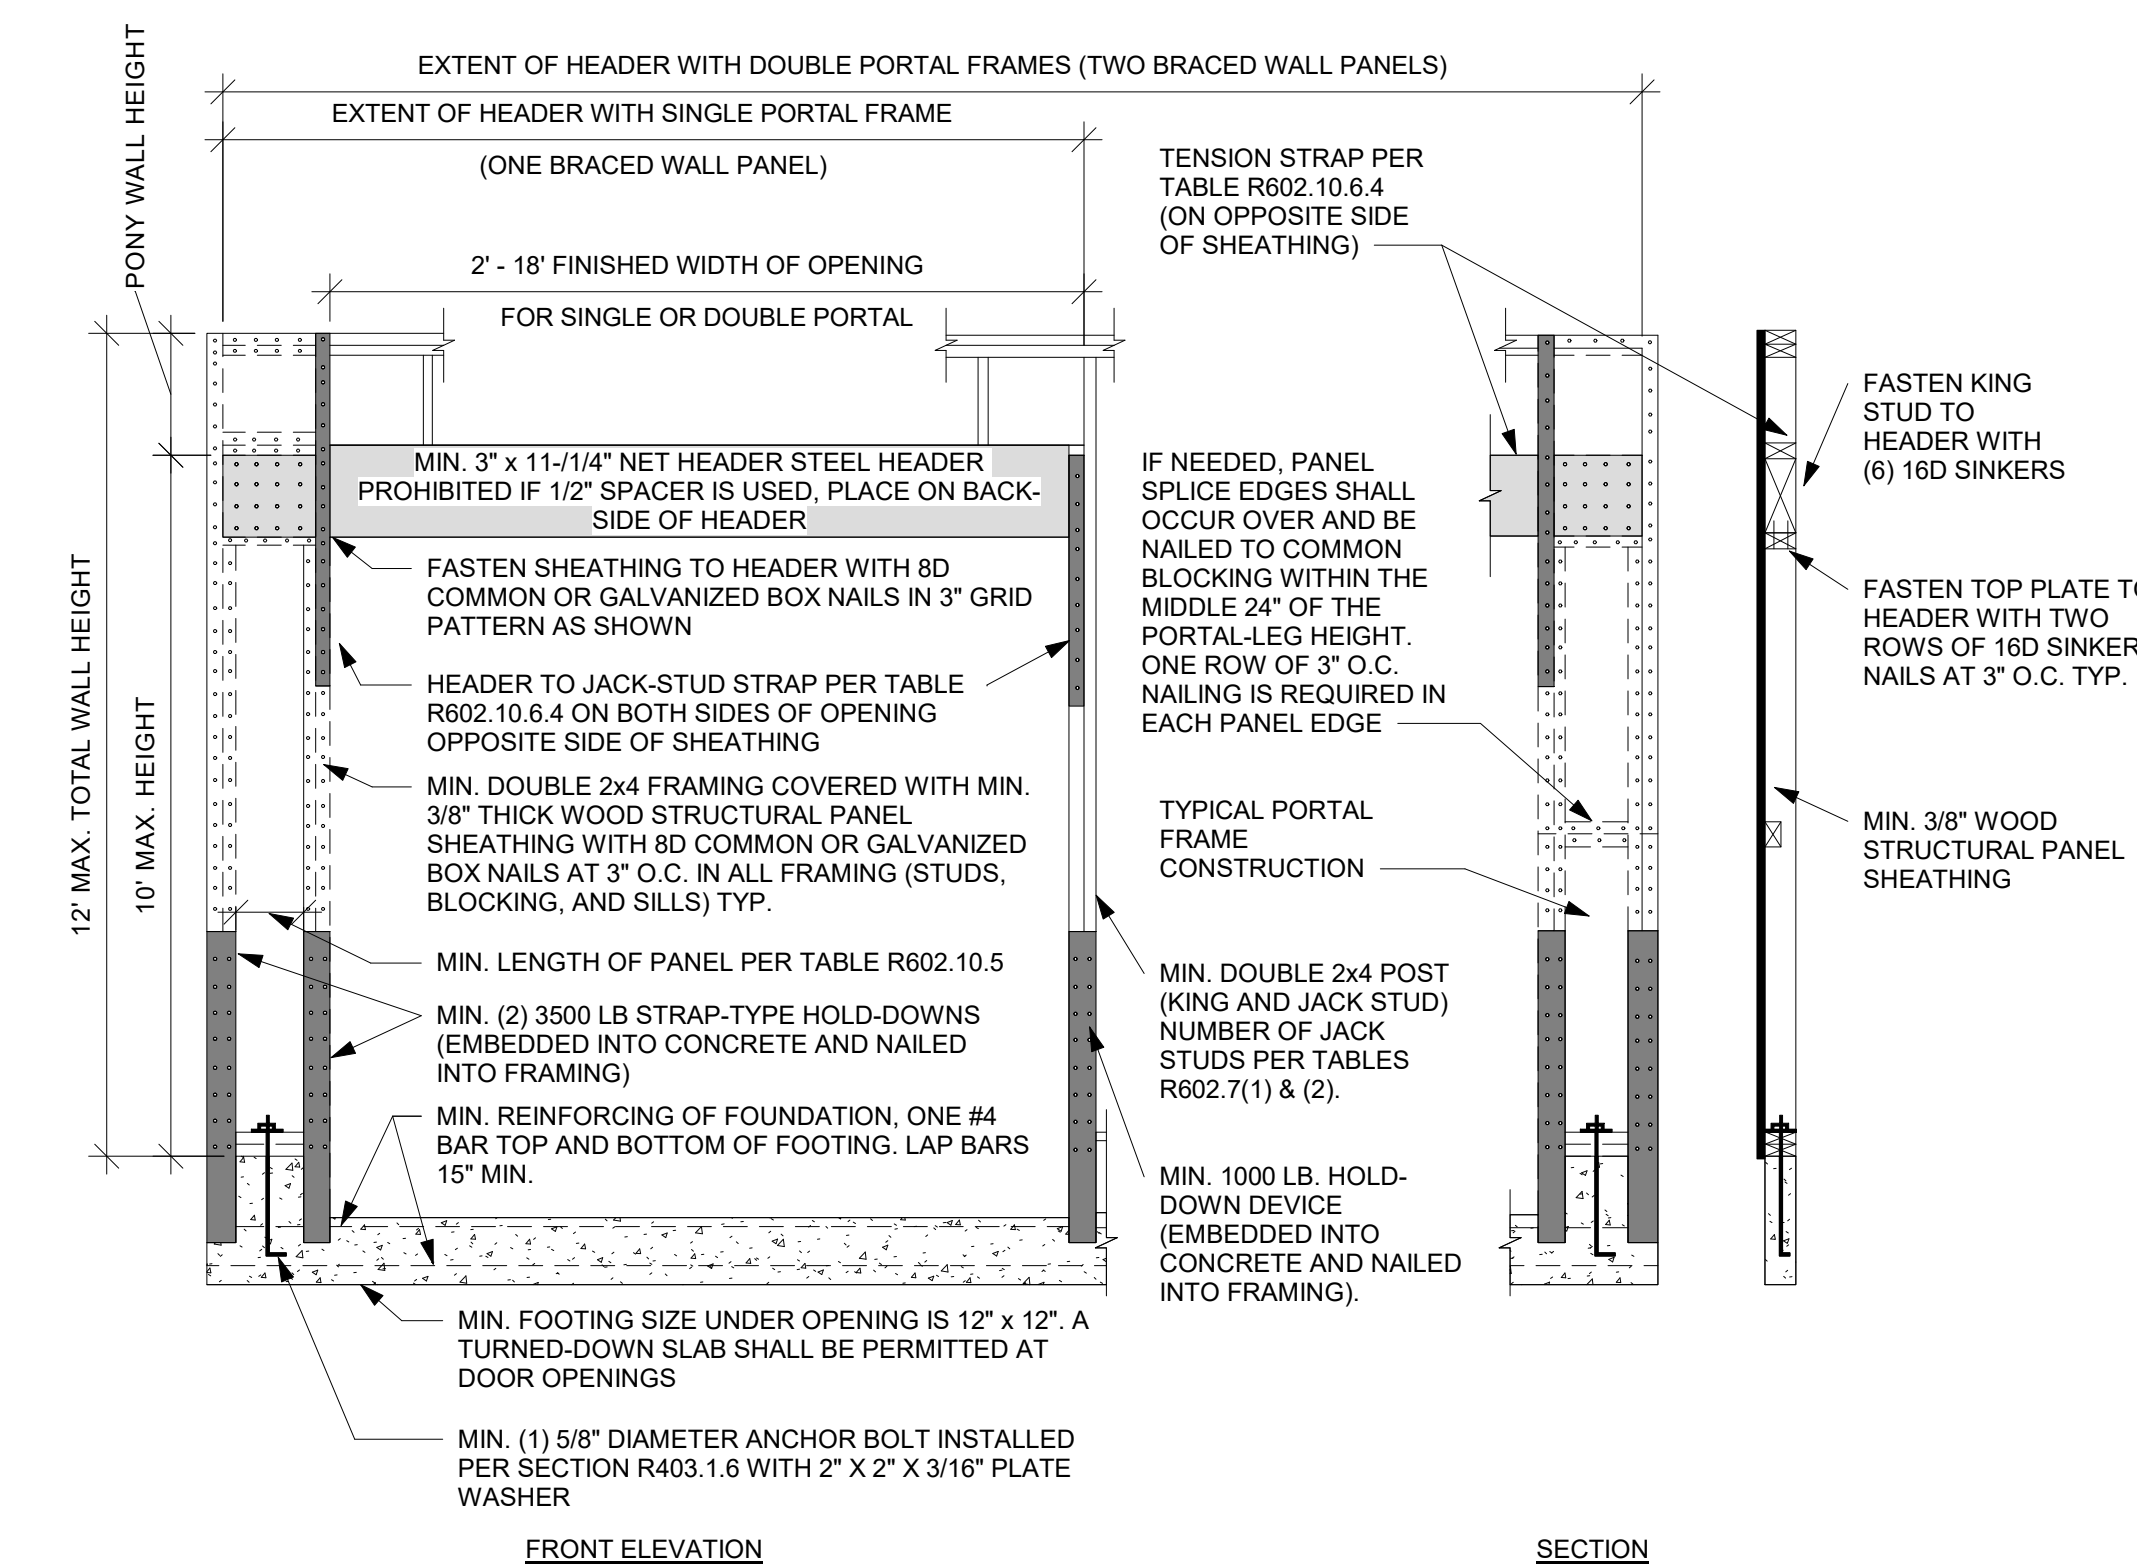 EXTENT OF HEADER WITH DOUBLE PORTAL FRAMES (TWO BRACED WALL PANELS)
EXTENT OF HEADER WITH SINGLE PORTAL FRAME
(ONE BRACED WALL PANEL)
2' - 18' FINISHED WIDTH OF OPENING
FOR SINGLE OR DOUBLE PORTAL
PONY WALL HEIGHT
12' MAX. TOTAL WALL HEIGHT
10' MAX. HEIGHT
MIN. 3" x 11-/1/4" NET HEADER STEEL HEADER
PROHIBITED IF 1/2" SPACER IS USED, PLACE ON BACK-
SIDE OF HEADER
FASTEN SHEATHING TO HEADER WITH 8D
COMMON OR GALVANIZED BOX NAILS IN 3" GRID
PATTERN AS SHOWN
HEADER TO JACK-STUD STRAP PER TABLE
R602.10.6.4 ON BOTH SIDES OF OPENING
OPPOSITE SIDE OF SHEATHING
MIN. DOUBLE 2x4 FRAMING COVERED WITH MIN.
3/8" THICK WOOD STRUCTURAL PANEL
SHEATHING WITH 8D COMMON OR GALVANIZED
BOX NAILS AT 3" O.C. IN ALL FRAMING (STUDS,
BLOCKING, AND SILLS) TYP.
MIN. LENGTH OF PANEL PER TABLE R602.10.5
MIN. (2) 3500 LB STRAP-TYPE HOLD-DOWNS
(EMBEDDED INTO CONCRETE AND NAILED
INTO FRAMING)
MIN. REINFORCING OF FOUNDATION, ONE #4
BAR TOP AND BOTTOM OF FOOTING. LAP BARS
15" MIN.
MIN. FOOTING SIZE UNDER OPENING IS 12" x 12". A
TURNED-DOWN SLAB SHALL BE PERMITTED AT
DOOR OPENINGS
MIN. (1) 5/8" DIAMETER ANCHOR BOLT INSTALLED
PER SECTION R403.1.6 WITH 2" X 2" X 3/16" PLATE
WASHER
FRONT ELEVATION
TENSION STRAP PER
TABLE R602.10.6.4
(ON OPPOSITE SIDE
OF SHEATHING)
IF NEEDED, PANEL
SPLICE EDGES SHALL
OCCUR OVER AND BE
NAILED TO COMMON
BLOCKING WITHIN THE
MIDDLE 24" OF THE
PORTAL-LEG HEIGHT.
ONE ROW OF 3" O.C.
NAILING IS REQUIRED IN
EACH PANEL EDGE
TYPICAL PORTAL
FRAME
CONSTRUCTION
MIN. DOUBLE 2x4 POST
(KING AND JACK STUD)
NUMBER OF JACK
STUDS PER TABLES
R602.7(1) & (2).
MIN. 1000 LB. HOLD-
DOWN DEVICE
(EMBEDDED INTO
CONCRETE AND NAILED
INTO FRAMING).
FASTEN KING
STUD TO
HEADER WITH
(6) 16D SINKERS
FASTEN TOP PLATE TO
HEADER WITH TWO
ROWS OF 16D SINKER
NAILS AT 3" O.C. TYP.
MIN. 3/8" WOOD
STRUCTURAL PANEL
SHEATHING
SECTION